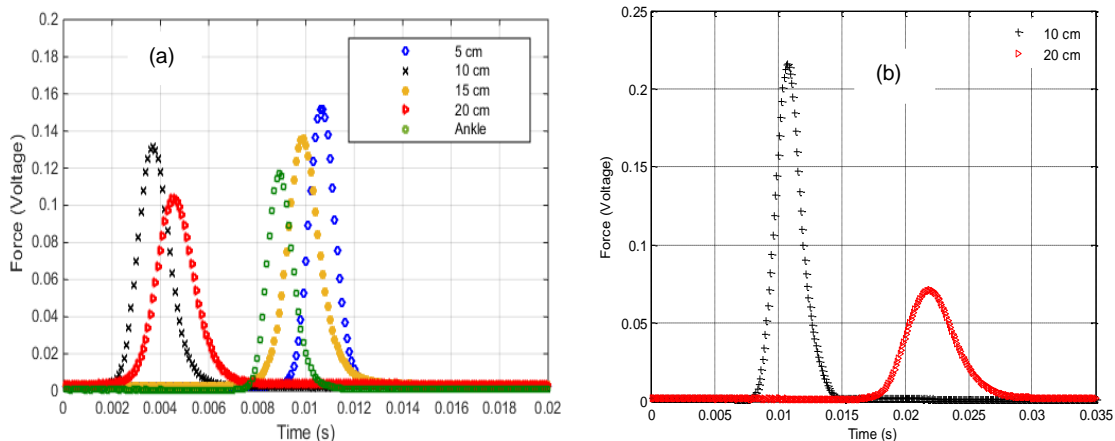 (a)
5 cm
10 cm
15 cm
20 cm
Ankle
0.2
0.18
0.16
0.14
0.12
0.1
0.08
0.06
0.04
0.02
0
Force (Voltage)
0 0.002 0.004 0.006 0.008 0.01 0.012 0.014 0.016 0.018 0.02
Time (s)
(b)
10 cm
20 cm
0.25
0.2
0.15
0.1
0.05
0
Force (Voltage)
0 0.005 0.01 0.015 0.02 0.025 0.03 0.035
Time (s)